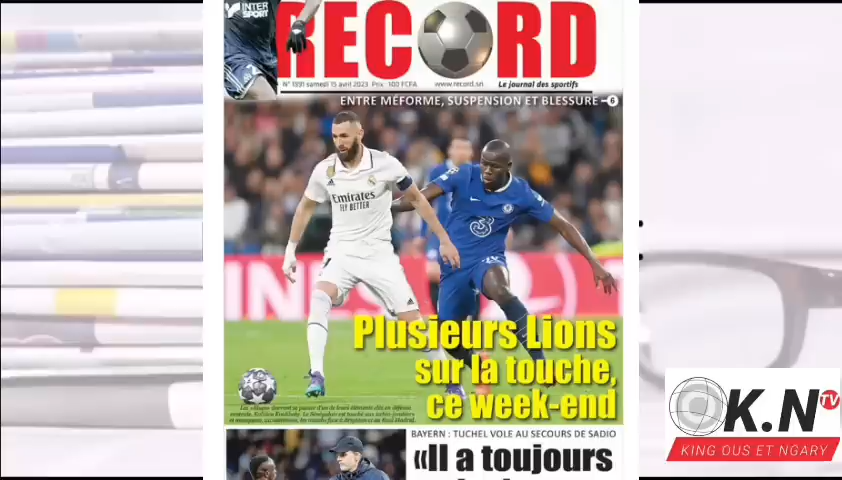 INTER
SPORT
RECORD
N° 1591 samedi 15 avril 2023 Prix : 100 FCFA www.record.sn Le journal des sportifs
ENTRE MÉFORME, SUSPENSION ET BLESSURE 6
Emirates
FLY BETTER
3
Plusieurs Lions
sur la touche,
ce week-end
BAYERN : TUCHEL VOLE AU SECOURS DE SADIO
«Il a toujours
K.N TV
KING OUS ET NGARY